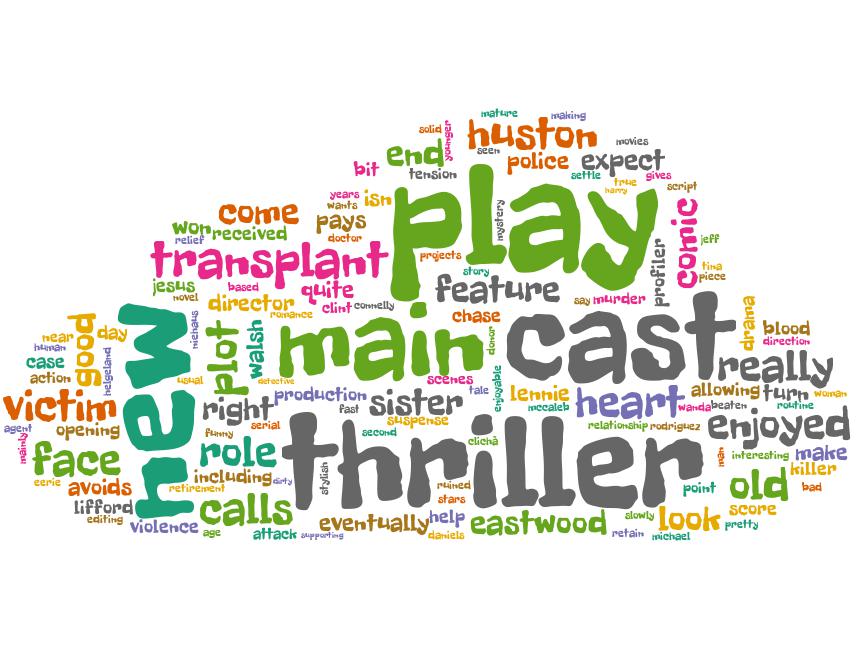 mature
making
solid
younger
huston
seen
movies
end
tension
police
expect
bit
settle
true
gives
harry
script
years
wants
isn
play
come
pays
won
received
relief
doctor
mystery
comic
jeff
transplant
projects
profiler
tina
piece
jesus
based
quite
story
feature
novel
director
romance
clint
connelly
say
murder
new
niehaus
chase
drama
blood
direction
near
day
good
human
plot
walsh
main
donor
cast
case
helgeland
really
action
usual
detective
scenes
enjoyable
victim
production
tale
lennie
heart
allowing
turn
woman
right
fast
sister
mccaleb
wanda
beaten
routine
agent
opening
funny
serial
suspense
relationship
rodriguez
enjoyed
mainly
second
clichã
face
role
thriller
man
interesting
make
eerie
including
dirty
stylish
killer
avoids
retirement
ruined
point
old
bad
lifford
calls
stars
editing
violence
age
attack
supporting
eventually
help
daniels
eastwood
slowly
retain
look
michael
score
pretty